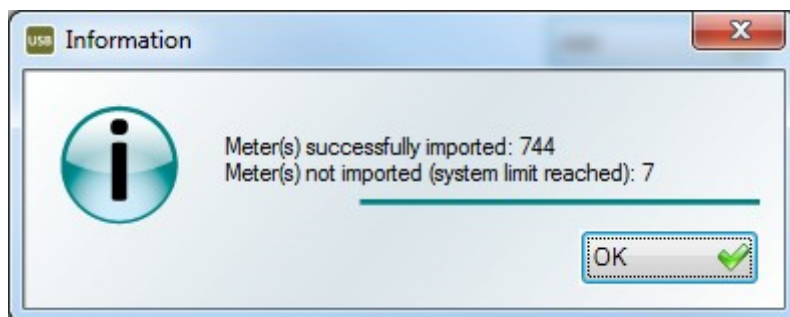 USB Information
Meter(s) successfully imported: 744
Meter(s) not imported (system limit reached): 7
OK